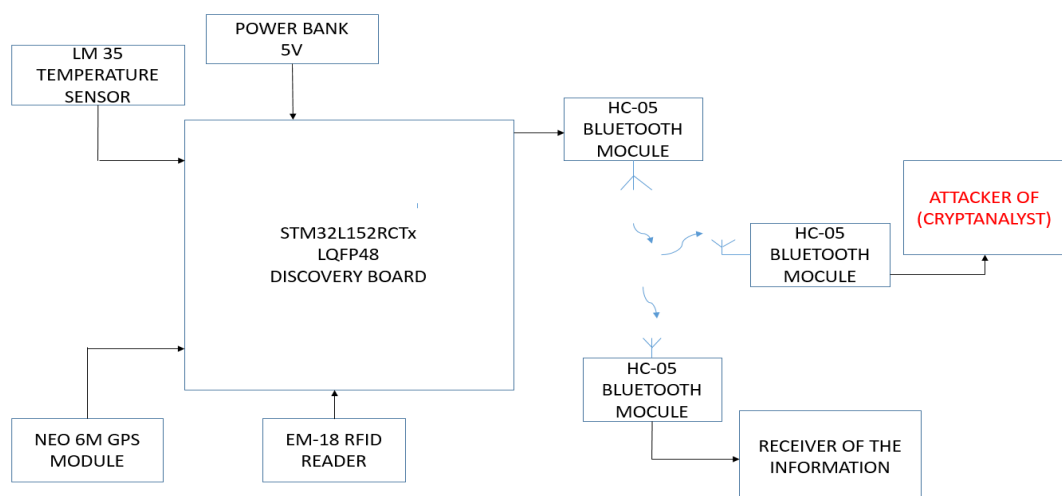 POWER BANK
5V
LM 35
TEMPERATURE
SENSOR
HC-05
BLUETOOTH
MOCULE
STM32L152RCTx
LQFP48
DISCOVERY BOARD
ATTACKER OF
(CRYPTANALYST)
HC-05
BLUETOOTH
MOCULE
HC-05
BLUETOOTH
MOCULE
NEO 6M GPS
MODULE
EM-18 RFID
READER
RECEIVER OF THE
INFORMATION